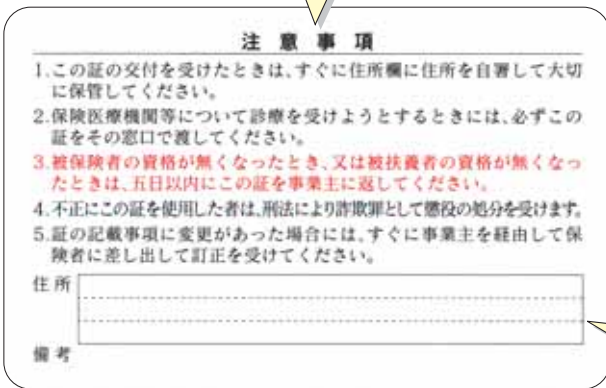 注意事項
1.この証の交付を受けたときは、すぐに住所欄に住所を自署して大切
に保管してください。
2.保険医療機関等について診療を受けようとするときには、必ずこの
証をその窓口で渡してください。
3.被保険者の資格が無くなったとき、又は被扶養者の資格が無くなっ
たときは、五日以内にこの証を事業主に返してください。
4.不正にこの証を使用した者は、刑法により詐欺罪として懲役の処分を受けます。
5.証の記載事項に変更があった場合には、すぐに事業主を経由して保
険者に差し出して訂正を受けてください。
住所
備考